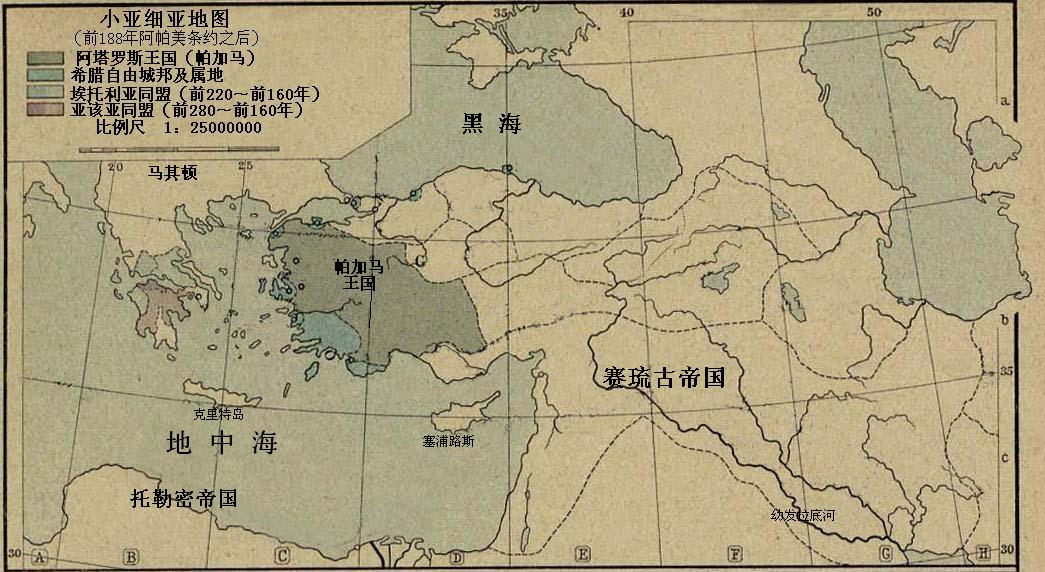 小亚细亚地图
(前188年阿帕美条约之后)
阿塔罗斯王国(帕加马)
希腊自由城邦及属地
埃托利亚同盟(前220～前160年)
亚该亚同盟(前280～前160年)
比例尺 1：25000000
35
40
50
a
黑海
20
25
35
马其顿
帕加马
王国
G
b
35
赛琉古帝国
克里特岛
地中海
塞浦路斯
c
托勒密帝国
幼发拉底河
30
A
B
C
D
E
F
G
H
30